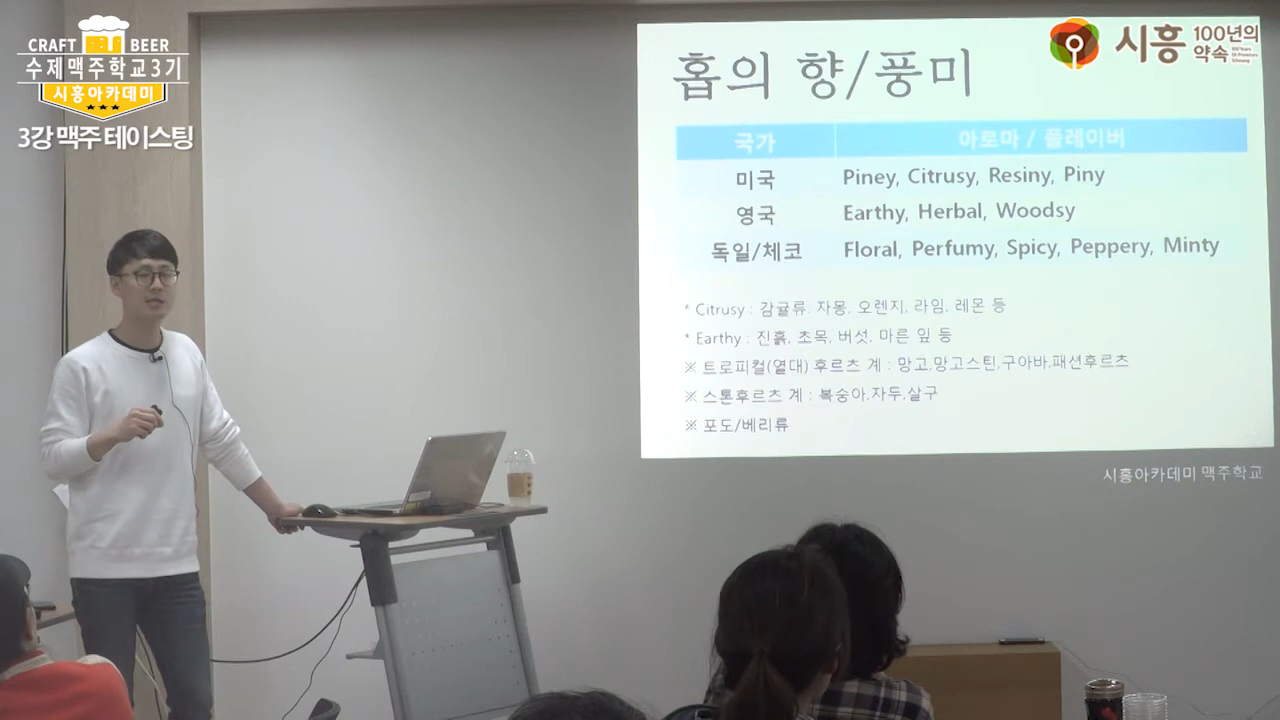 CRAFT BEER
수제맥주학교3기
시흥아카데미
3강 맥주 테이스팅
시흥 100년의 약속
홉의 향/풍미
국가 아로마 / 플레이버
미국 Piney, Citrusy, Resiny, Piny
영국 Earthy, Herbal, Woodsy
독일/체코 Floral, Perfumy, Spicy, Peppery, Minty
* Citrusy : 감귤류. 자몽, 오렌지, 라임, 레몬 등
* Earthy : 진흙, 초목, 버섯, 마른 잎 등
※ 트로피컬(열대) 후르츠 계 : 망고,망고스틴,구아바,패션후르츠
※ 스톤후르츠 계 : 복숭아,자두,살구
※ 포도/베리류
시흥아카데미 맥주학교